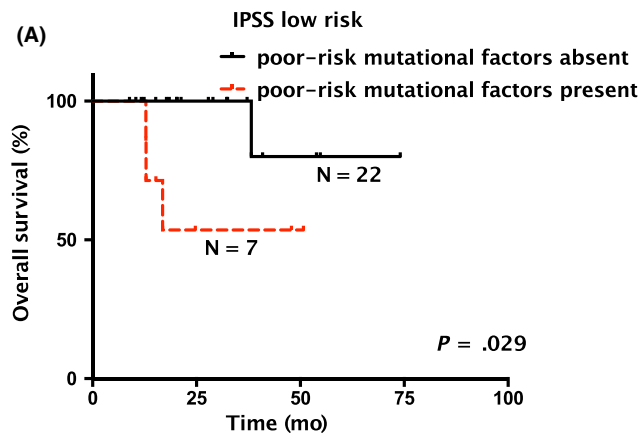 (A)
IPSS low risk
poor-risk mutational factors absent
poor-risk mutational factors present
Overall survival (%)
100
50
0
N = 22
N = 7
P = .029
0 25 50 75 100
Time (mo)